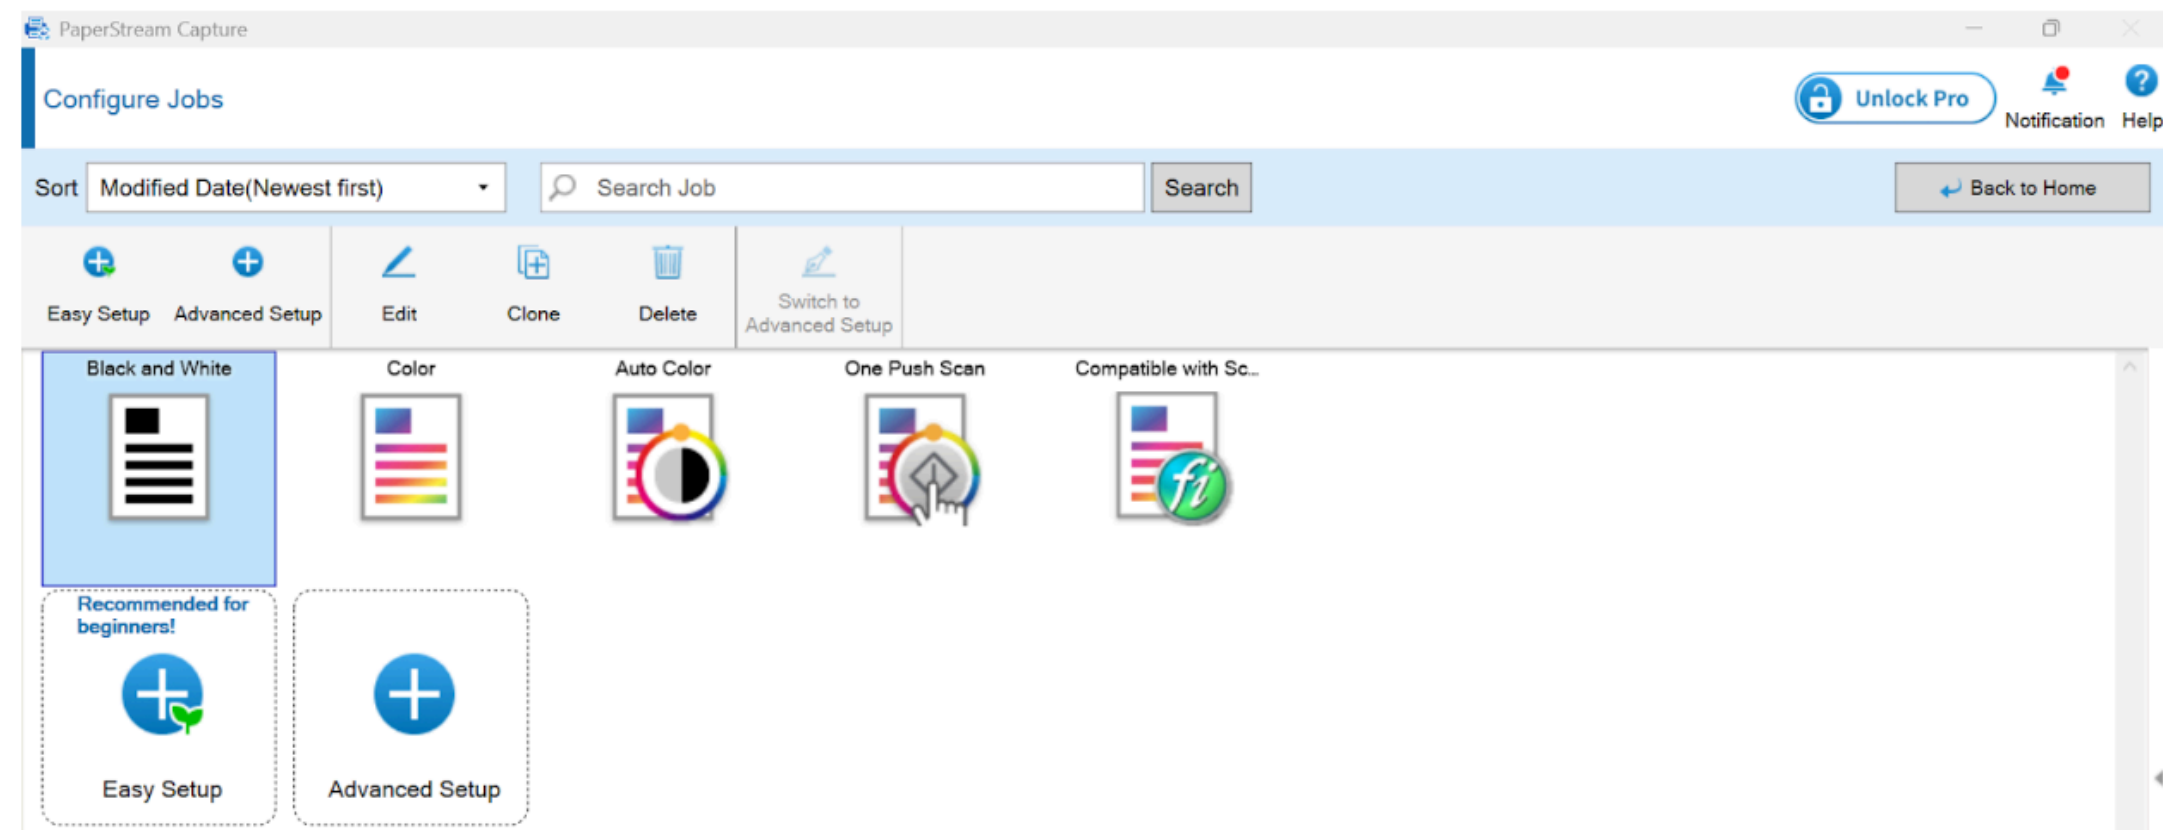 PaperStream Capture
Configure Jobs
Unlock Pro
Notification
Help
Sort
Modified Date(Newest first)
Search Job
Search
Back to Home
Easy Setup
Advanced Setup
Edit
Clone
Delete
Switch to
Advanced Setup
Black and White
Color
Auto Color
One Push Scan
Compatible with Sc...
fi
Recommended for
beginners!
Easy Setup
Advanced Setup